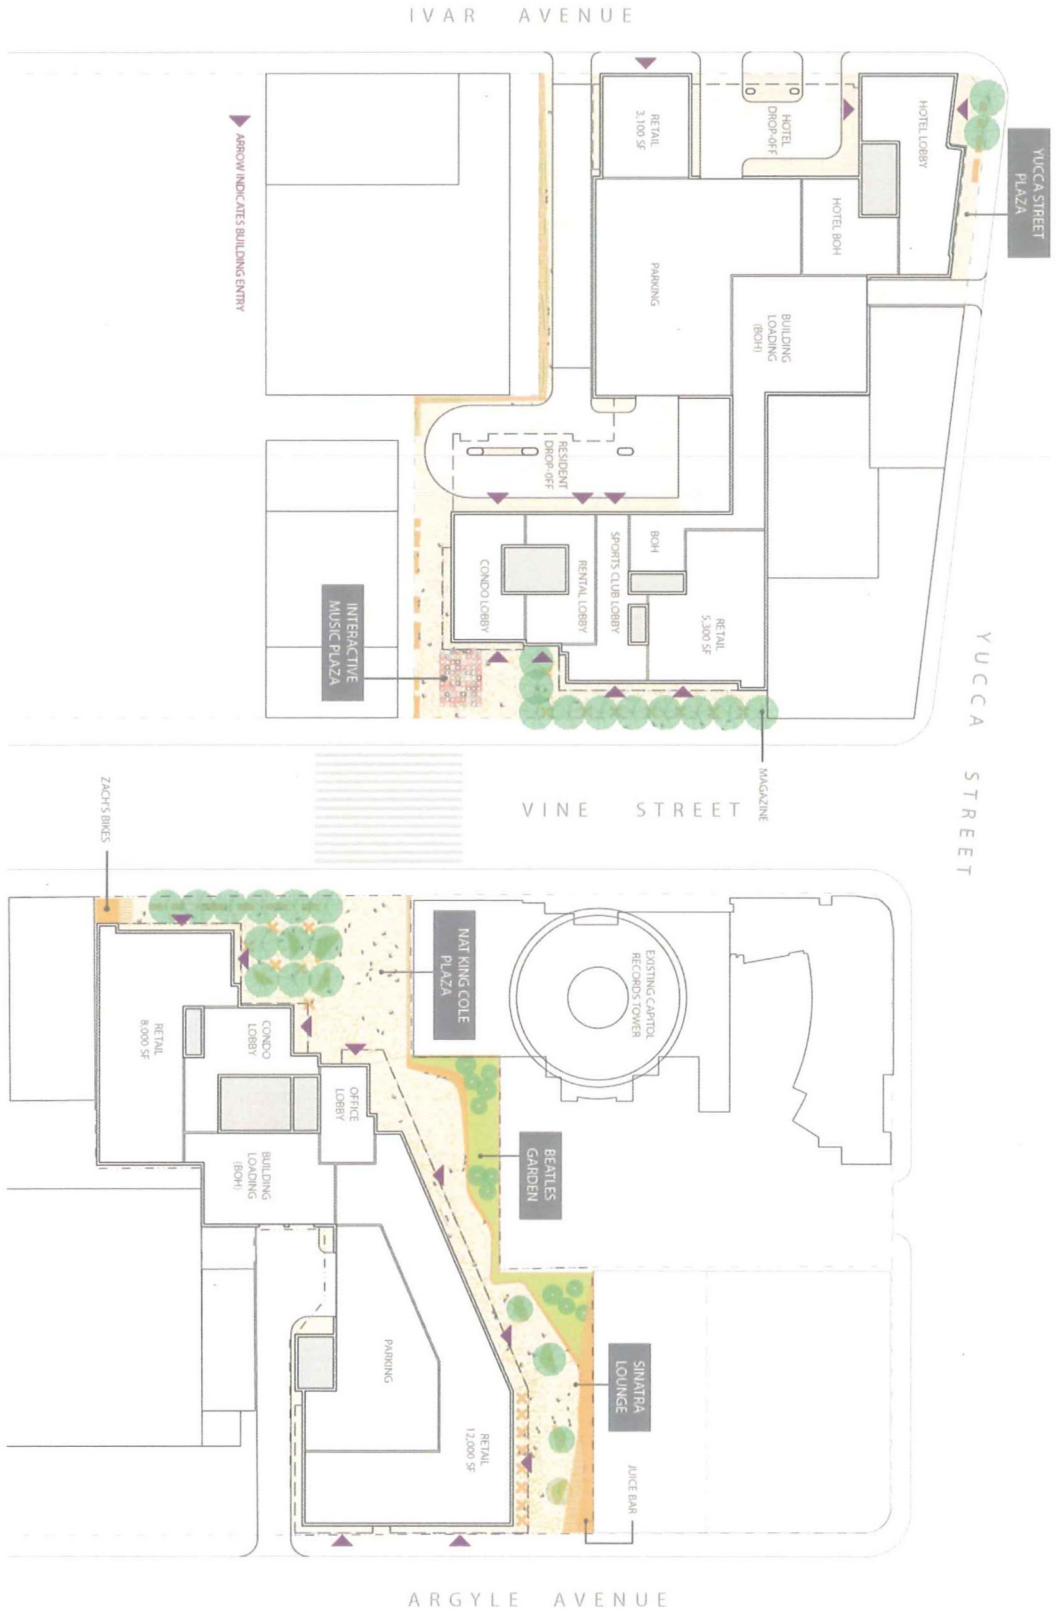 IVAR AVENUE
HOTEL LOBBY
YUCCA STREET
PLAZA
RETAIL
3,100 SF
HOTEL
DROP-OFF
ARROW INDICATES BUILDING ENTRY
HOTEL BOH
PARKING
BUILDING
LOADING
(BOH)
RESIDENT
DROP-OFF
BOH
SPORTS CLUB LOBBY
RENTAL LOBBY
CONDO LOBBY
RETAIL
5,300 SF
INTERACTIVE
MUSIC PLAZA
YUCCA STREET
MAGAZINE
VINE STREET
ZACH'S BIKES
NAT KING COLE
PLAZA
EXISTING CAPITOL
RECORDS TOWER
RETAIL
8,000 SF
CONDO
LOBBY
OFFICE
LOBBY
BUILDING
LOADING
(BOH)
BEATLES
GARDEN
PARKING
SINATRA
LOUNGE
RETAIL
12,000 SF
JUICE BAR
ARGYLE AVENUE